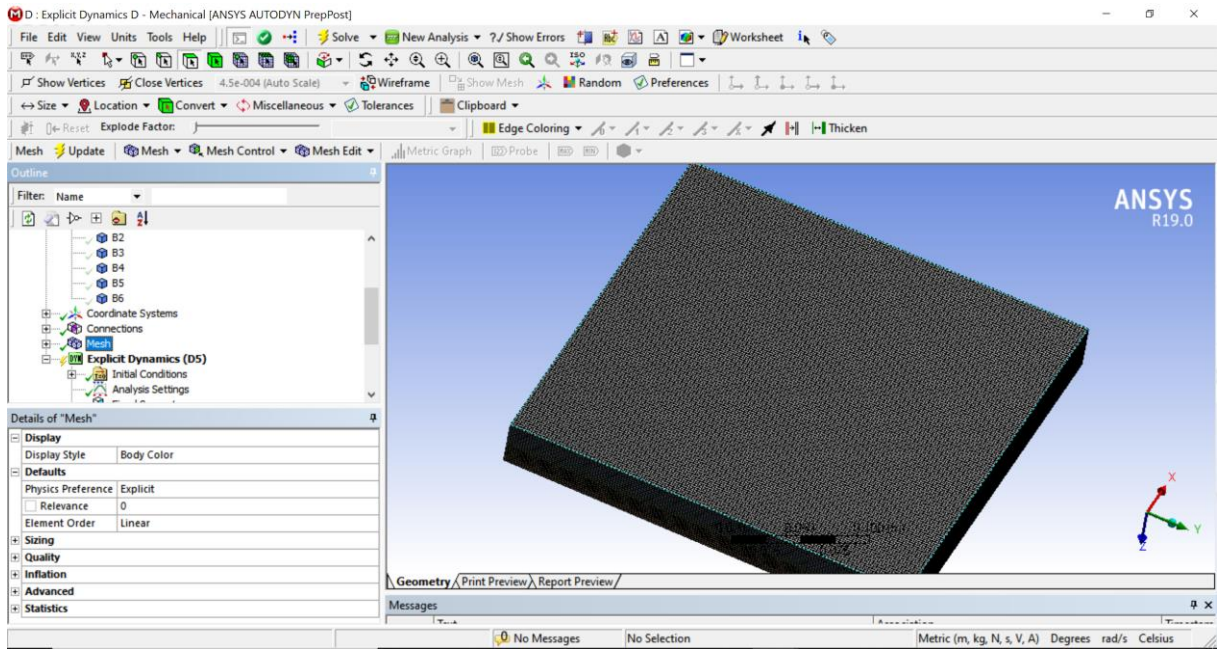 D : Explicit Dynamics D - Mechanical [ANSYS AUTODYN PrepPost]
File Edit View Units Tools Help Solve New Analysis ?/ Show Errors Worksheet
Show Vertices Close Vertices 4.5e-004 (Auto Scale) Wireframe Show Mesh Random Preferences
Size Location Convert Miscellaneous Tolerances Clipboard
Reset Explode Factor: Edge Coloring Thicken
Mesh Update Mesh Mesh Control Mesh Edit Metric Graph Probe
Outline
Filter: Name
B2
B3
B4
B5
B6
Coordinate Systems
Connections
Mesh
Explicit Dynamics (D5)
Initial Conditions
Analysis Settings
Details of "Mesh"
Display
Display Style Body Color
Defaults
Physics Preference Explicit
Relevance 0
Element Order Linear
Sizing
Quality
Inflation
Advanced
Statistics
ANSYS
R19.0
X
Y
Z
Geometry Print Preview Report Preview
Messages
Text Association
0 No Messages No Selection Metric (m, kg, N, s, V, A) Degrees rad/s Celsius